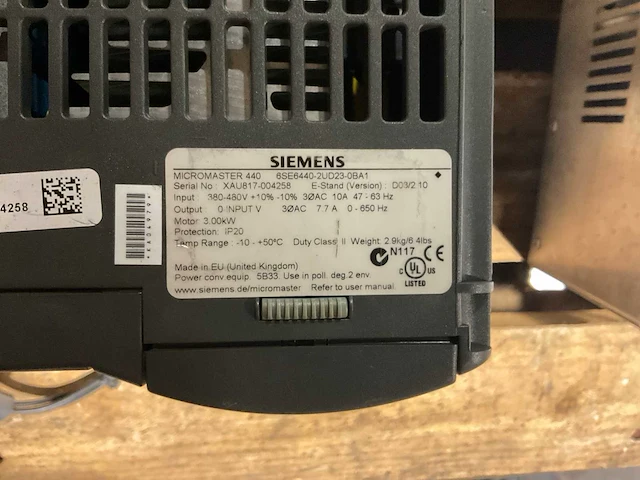 SIEMENS
MICROMASTER 440 6SE6440-2UD23-0BA1
Serial No : XAU817-004258 E-Stand (Version) : D03/2.10
Input : 380-480V +10% -10% 3ØAC 10A 47 - 63 Hz
Output : 0-INPUT V 3ØAC 7.7 A 0 - 650 Hz
Motor: 3.00kW
Protection: IP20
Temp Range : -10 - +50°C Duty Class : II Weight: 2.9kg/6.4lbs
N117 CE
Made in EU (United Kingdom)
Power conv equip. 5B33. Use in poll. deg.2 env.
C UL US
LISTED
www.siemens.de/micromaster Refer to user manual.
4258